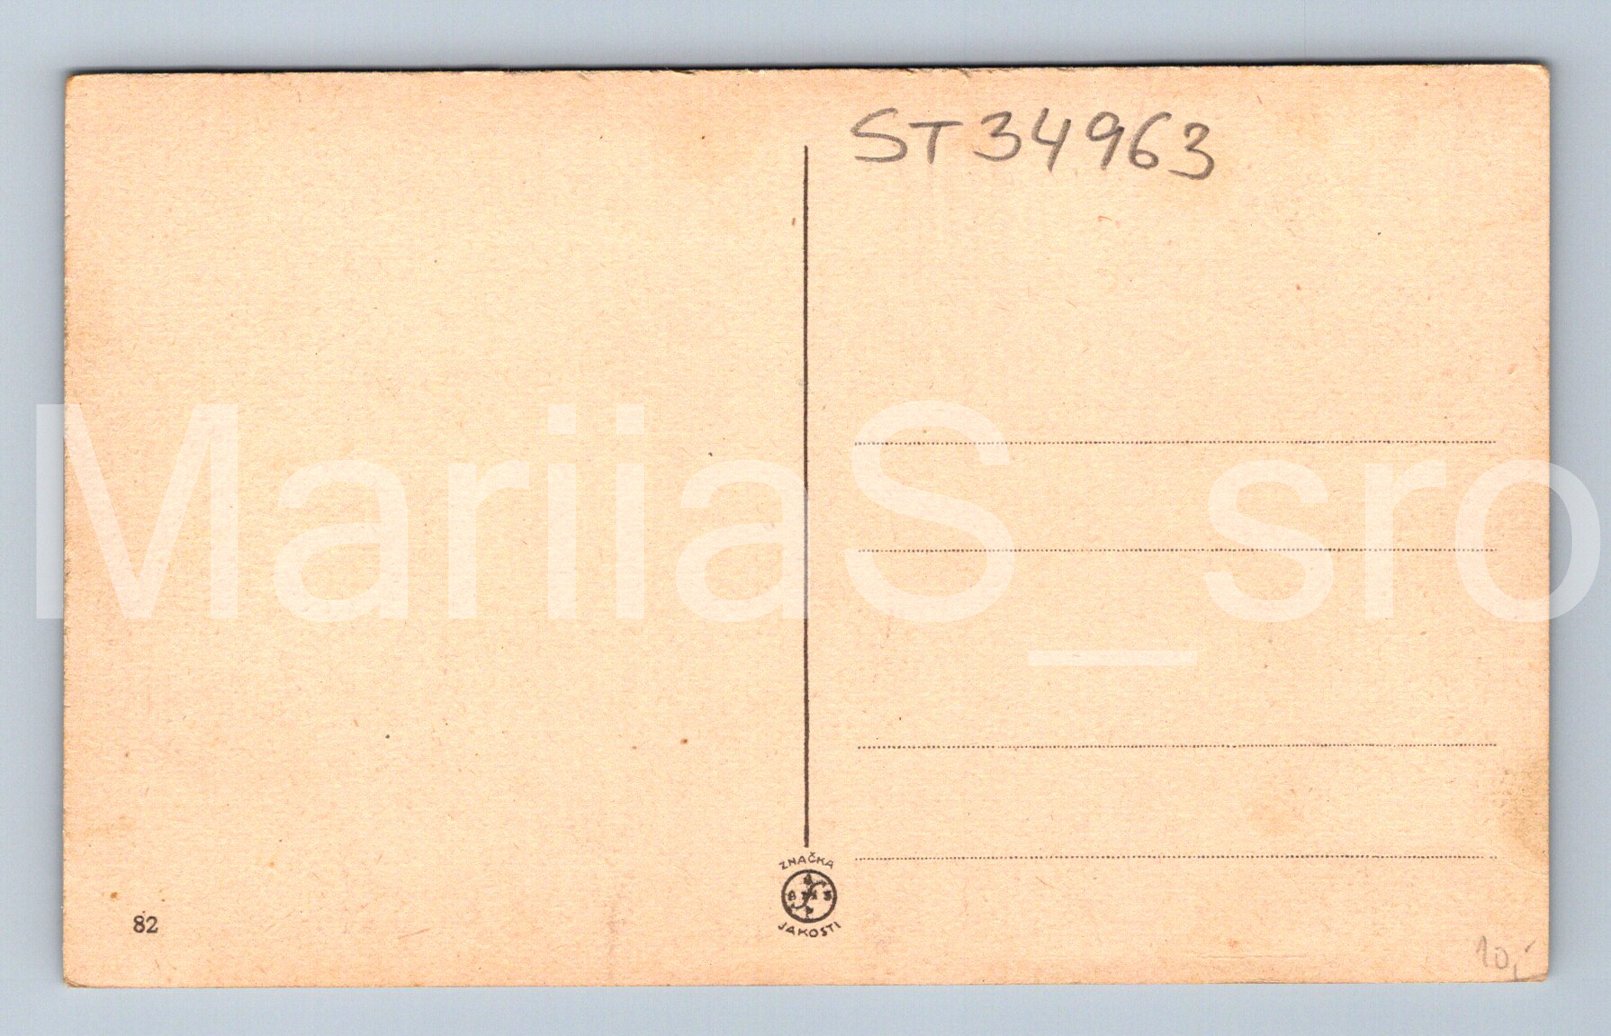 ST34963
MariiaS_sro
ZNAČKA
JAKOSTI
82
10,-